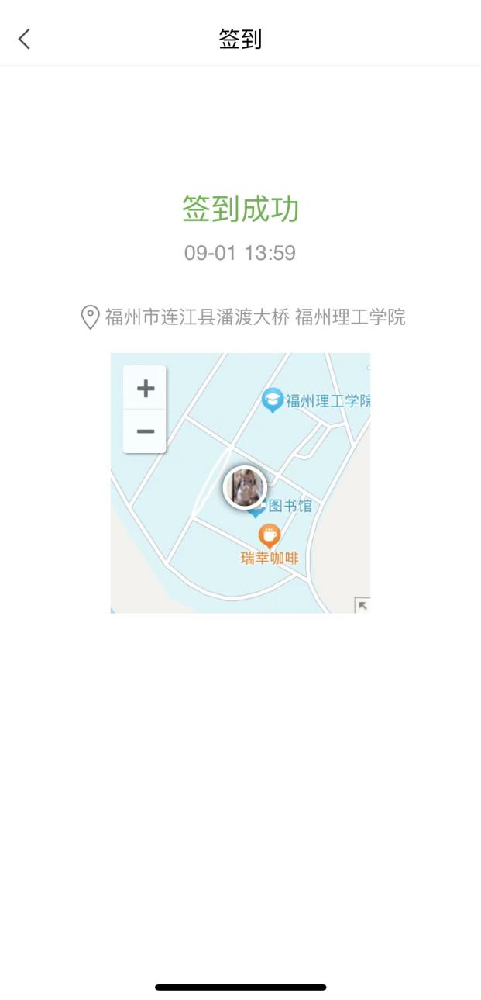 签到
签到成功
09-01 13:59
福州市连江县潘渡大桥 福州理工学院
+
−
福州理工学院
图书馆
瑞幸咖啡